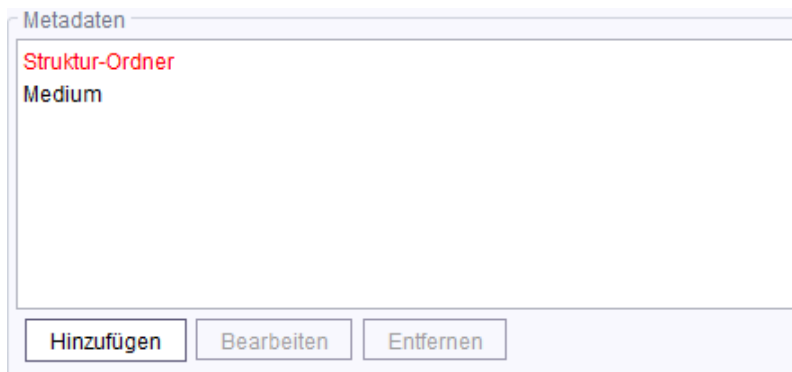 Metadaten
Struktur-Ordner
Medium
Hinzufügen Bearbeiten Entfernen